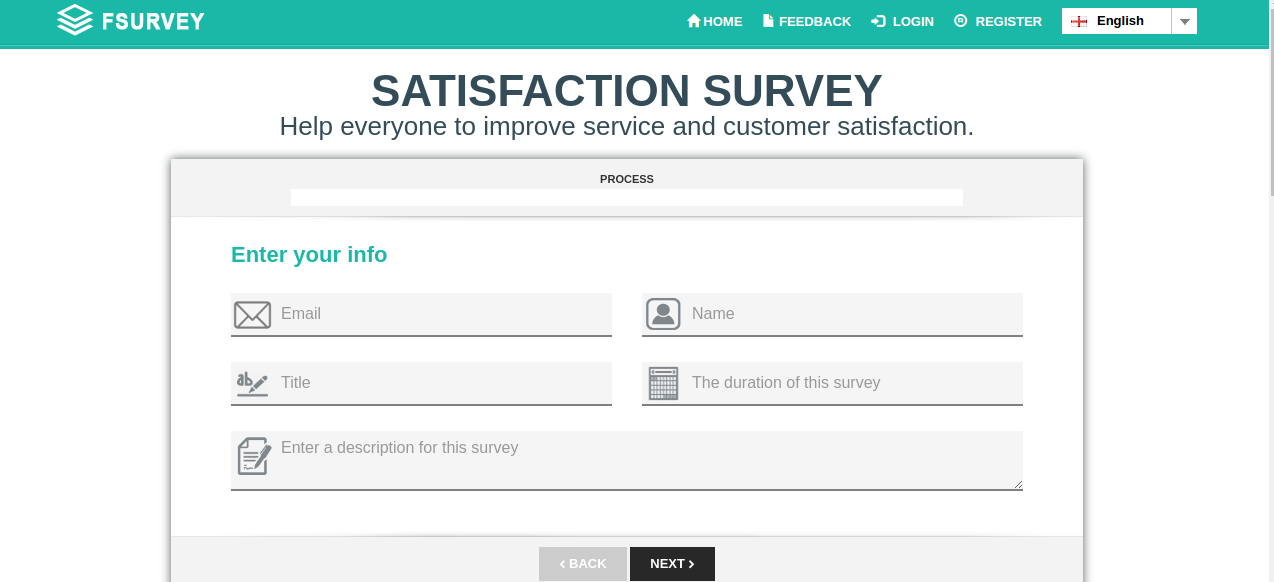 FSURVEY
HOME FEEDBACK LOGIN REGISTER English
SATISFACTION SURVEY
Help everyone to improve service and customer satisfaction.
PROCESS
Enter your info
Email Name
ab Title The duration of this survey
Enter a description for this survey
BACK NEXT